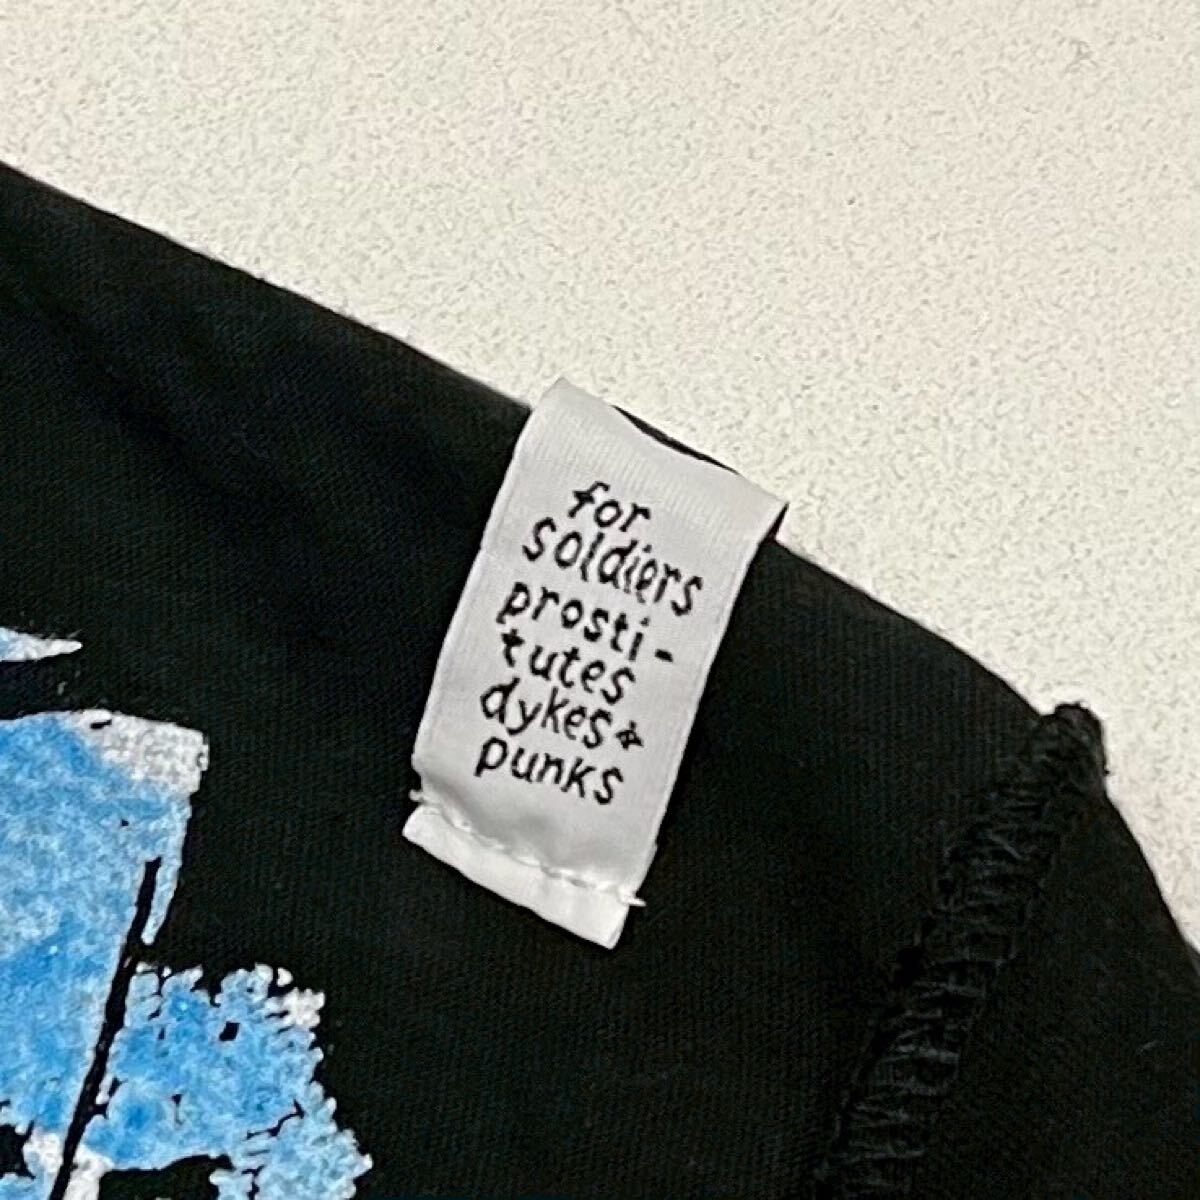 for
soldiers
prosti-
tutes
dykes+
punks